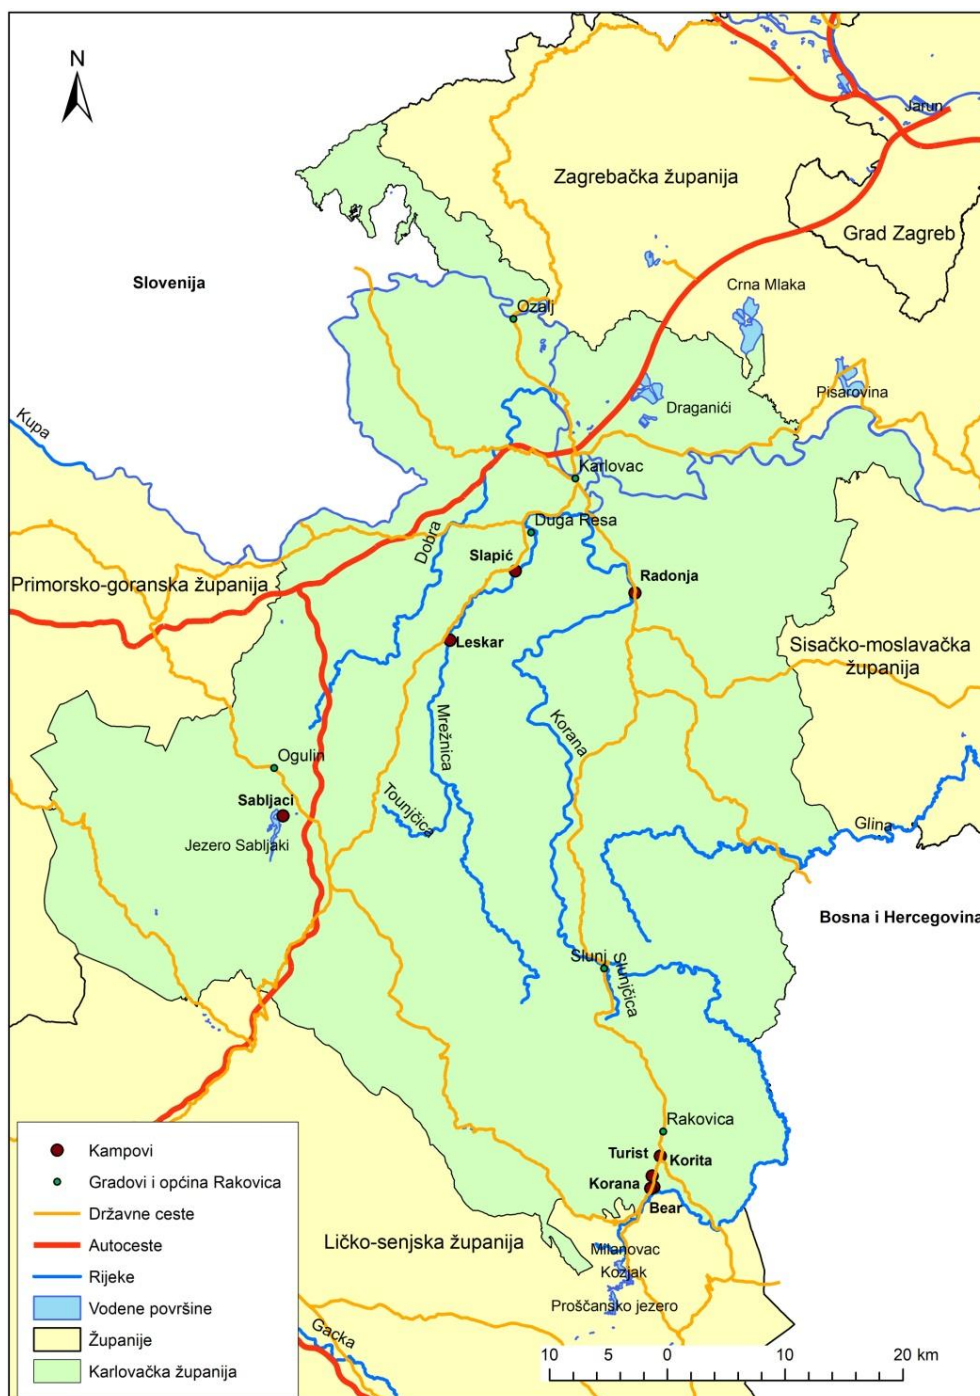 N
Jarun
Zagrebačka županija
Grad Zagreb
Slovenija
Crna Mlaka
Ozalj
Pisarovina
Draganići
Kupa
Karlovac
Dobra
Duga Resa
Slapić
Primorsko-goranska županija
Radonja
Leskar
Sisačko-moslavačka
županija
Mrežnica
Korana
Ogulin
Sabljaci
Tounjčica
Jezero Sabljaki
Glina
Bosna i Hercegovina
Slunj
Slunjčica
Rakovica
Turist
Korita
Korana
Bear
Ličko-senjska županija
Milanovac
Kozjak
Proščansko jezero
Gacka
Kampovi
Gradovi i općina Rakovica
Državne ceste
Autoceste
Rijeke
Vodene površine
Županije
Karlovačka županija
10 5 0 10 20 km